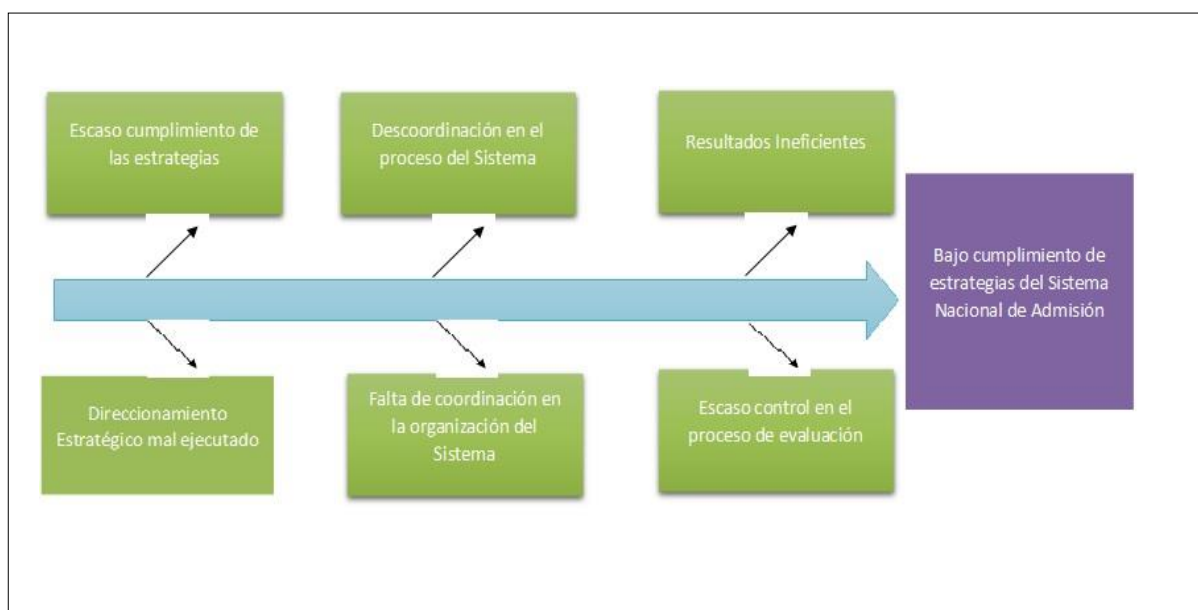 Escaso cumplimiento de
las estrategias
Descoordinación en el
proceso del Sistema
Resultados Ineficientes
Bajo cumplimiento de
estrategias del Sistema
Nacional de Admisión
Direccionamiento
Estratégico mal ejecutado
Falta de coordinación en
la organización del
Sistema
Escaso control en el
proceso de evaluación